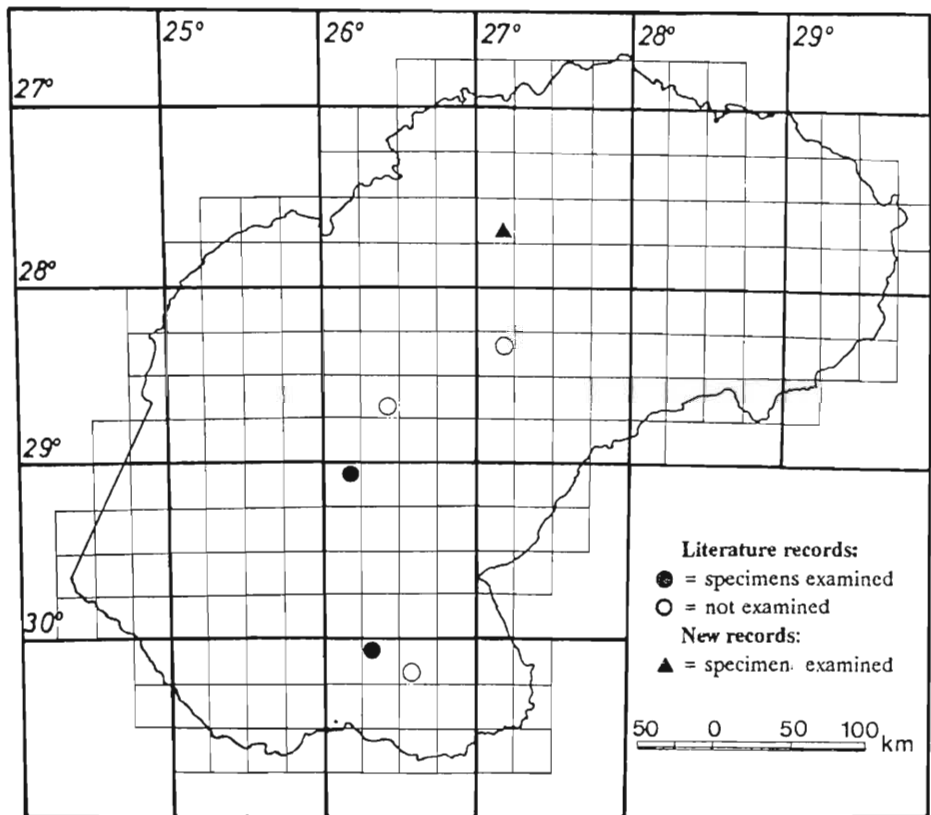 25° 26° 27° 28° 29°
27°
28°
29°
30°
Literature records:
● = specimens examined
○ = not examined
New records:
▲ = specimen examined
50 0 50 100 km